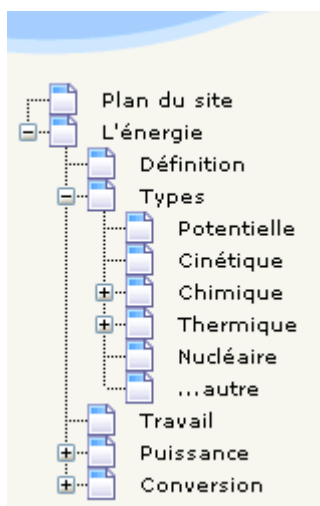 Plan du site
L'énergie
Définition
Types
Potentielle
Cinétique
Chimique
Thermique
Nucléaire
...autre
Travail
Puissance
Conversion